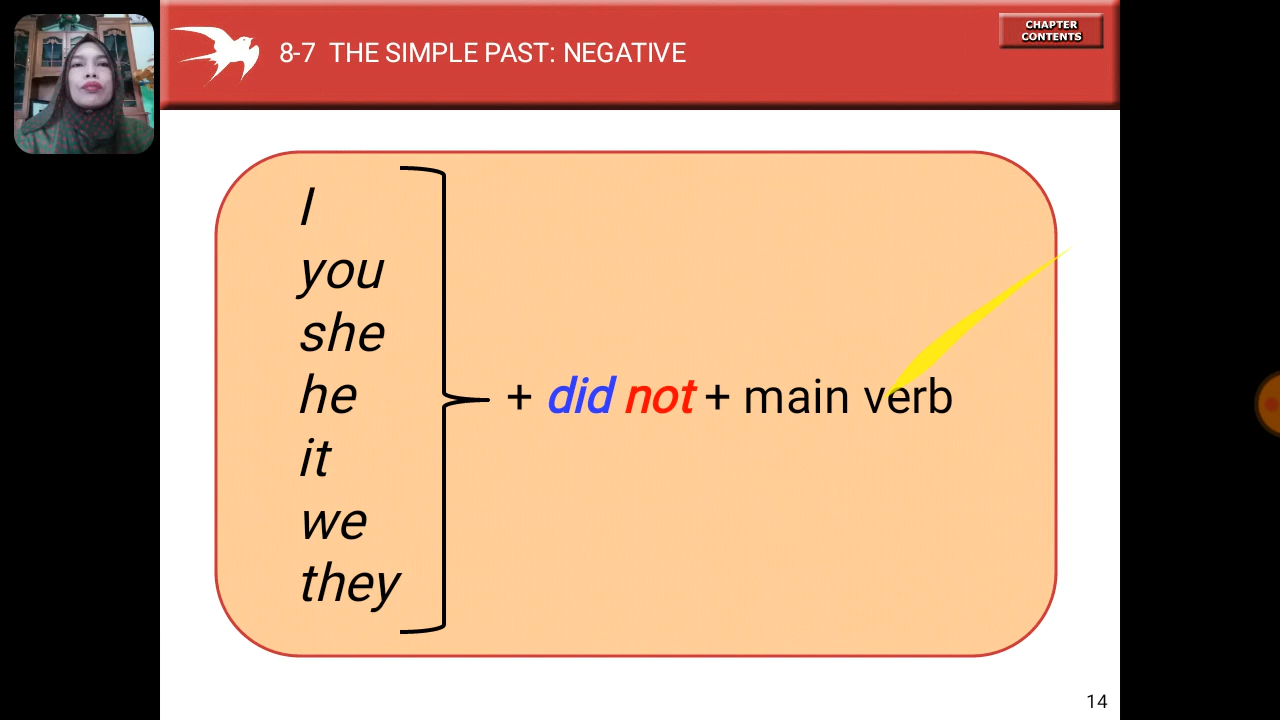 8-7 THE SIMPLE PAST: NEGATIVE
CHAPTER
CONTENTS
I
you
she
he
it
we
they
+ did not + main verb
14